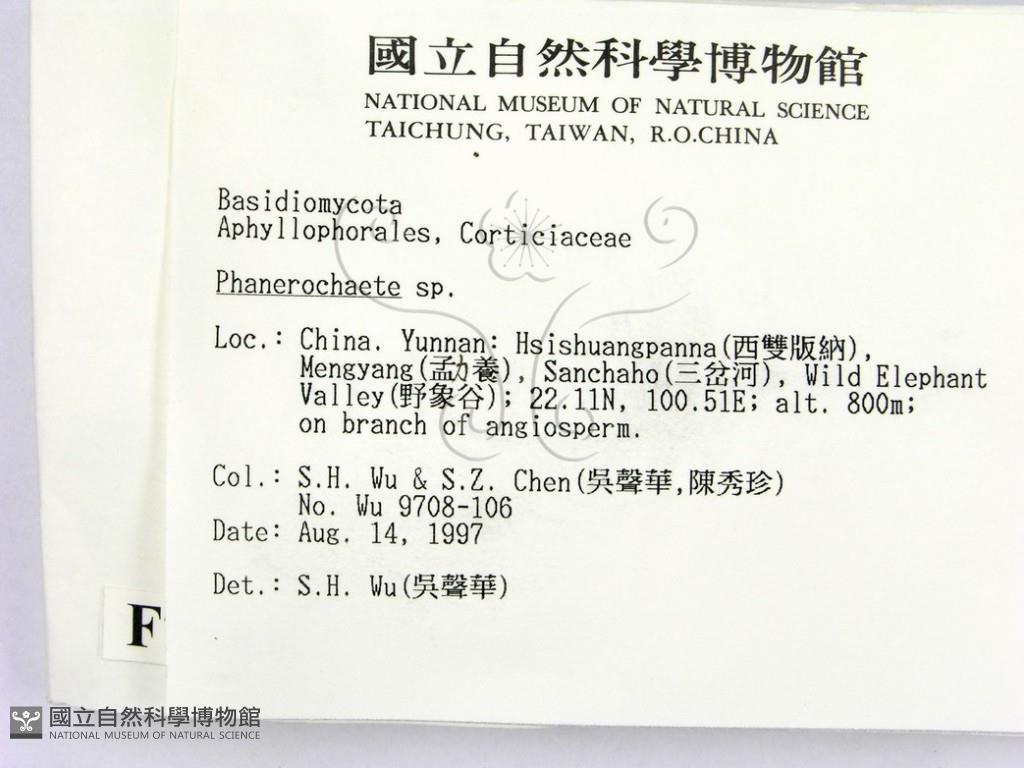 國立自然科學博物館
NATIONAL MUSEUM OF NATURAL SCIENCE
TAICHUNG, TAIWAN, R.O.CHINA
Basidiomycota
Aphyllophorales, Corticiaceae
Phanerochaete sp.
Loc.: China. Yunnan: Hsishuangpanna(西雙版納),
Mengyang(孟力養), Sanchaho(三岔河), Wild Elephant
Valley(野象谷); 22.11N, 100.51E; alt. 800m;
on branch of angiosperm.
Col.: S.H. Wu & S.Z. Chen(吳聲華,陳秀珍)
No. Wu 9708-106
Date: Aug. 14, 1997
Det.: S.H. Wu(吳聲華)
F
國立自然科學博物館
NATIONAL MUSEUM OF NATURAL SCIENCE